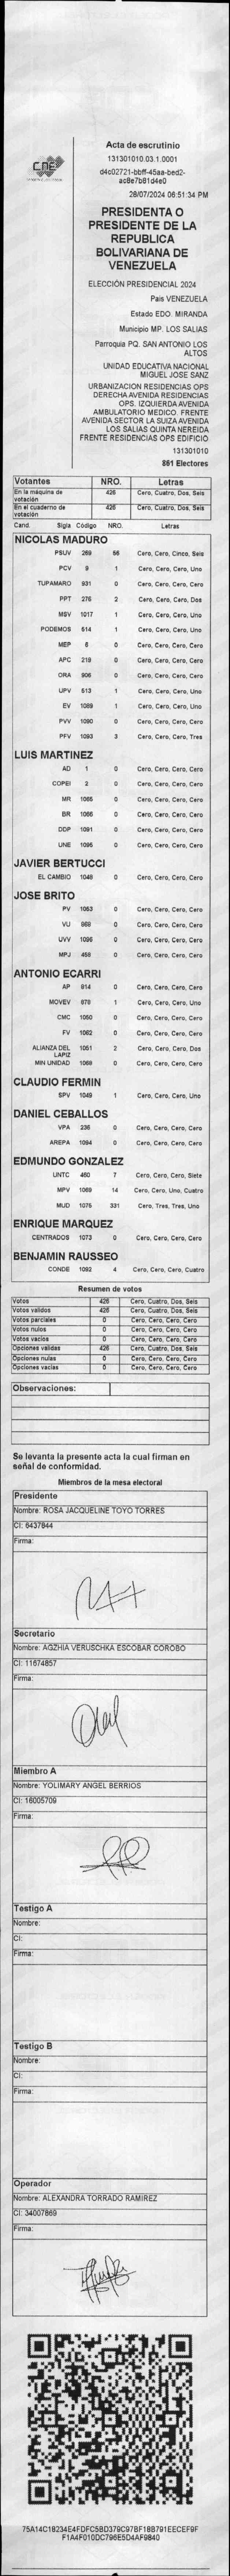 Acta de escrutinio
131301010.03.1.0001
d4c02721-bbff-45aa-bed2-
ac8e7b81d4e0
28/07/2024 06:51:34 PM
CNE
PRESIDENTA O
PRESIDENTE DE LA
REPUBLICA
BOLIVARIANA DE
VENEZUELA
ELECCIÓN PRESIDENCIAL 2024
Pais VENEZUELA
Estado EDO. MIRANDA
Municipio MP. LOS SALIAS
Parroquia PQ. SAN ANTONIO LOS
ALTOS
UNIDAD EDUCATIVA NACIONAL
MIGUEL JOSE SANZ
URBANIZACION RESIDENCIAS OPS
DERECHA AVENIDA RESIDENCIAS
OPS. IZQUIERDA AVENIDA
AMBULATORIO MEDICO. FRENTE
AVENIDA SECTOR LA SUIZA AVENIDA
LOS SALIAS QUINTA NEREIDA
FRENTE RESIDENCIAS OPS EDIFICIO
131301010
861 Electores
Votantes NRO. Letras
En la máquina de votación 426 Cero, Cuatro, Dos, Seis
En el cuaderno de votación 426 Cero, Cuatro, Dos, Seis
Cand. Sigla Código NRO. Letras
NICOLAS MADURO
PSUV 269 56 Cero, Cero, Cinco, Seis
PCV 9 1 Cero, Cero, Cero, Uno
TUPAMARO 931 0 Cero, Cero, Cero, Cero
PPT 276 2 Cero, Cero, Cero, Dos
MSV 1017 1 Cero, Cero, Cero, Uno
PODEMOS 514 1 Cero, Cero, Cero, Uno
MEP 5 0 Cero, Cero, Cero, Cero
APC 219 0 Cero, Cero, Cero, Cero
ORA 906 0 Cero, Cero, Cero, Cero
UPV 513 1 Cero, Cero, Cero, Uno
EV 1089 1 Cero, Cero, Cero, Uno
PVV 1090 0 Cero, Cero, Cero, Cero
PFV 1093 3 Cero, Cero, Cero, Tres
LUIS MARTINEZ
AD 1 0 Cero, Cero, Cero, Cero
COPEI 2 0 Cero, Cero, Cero, Cero
MR 1065 0 Cero, Cero, Cero, Cero
BR 1066 0 Cero, Cero, Cero, Cero
DDP 1091 0 Cero, Cero, Cero, Cero
UNE 1095 0 Cero, Cero, Cero, Cero
JAVIER BERTUCCI
EL CAMBIO 1048 0 Cero, Cero, Cero, Cero
JOSE BRITO
PV 1053 0 Cero, Cero, Cero, Cero
VU 969 0 Cero, Cero, Cero, Cero
UVV 1096 0 Cero, Cero, Cero, Cero
MPJ 458 0 Cero, Cero, Cero, Cero
ANTONIO ECARRI
AP 914 0 Cero, Cero, Cero, Cero
MOVEV 978 1 Cero, Cero, Cero, Uno
CMC 1050 0 Cero, Cero, Cero, Cero
FV 1062 0 Cero, Cero, Cero, Cero
ALIANZA DEL LAPIZ 1051 2 Cero, Cero, Cero, Dos
MIN UNIDAD 1068 0 Cero, Cero, Cero, Cero
CLAUDIO FERMIN
SPV 1049 1 Cero, Cero, Cero, Uno
DANIEL CEBALLOS
VPA 236 0 Cero, Cero, Cero, Cero
AREPA 1094 0 Cero, Cero, Cero, Cero
EDMUNDO GONZALEZ
UNTC 460 7 Cero, Cero, Cero, Siete
MPV 1069 14 Cero, Cero, Uno, Cuatro
MUD 1076 331 Cero, Tres, Tres, Uno
ENRIQUE MARQUEZ
CENTRADOS 1073 0 Cero, Cero, Cero, Cero
BENJAMIN RAUSSEO
CONDE 1092 4 Cero, Cero, Cero, Cuatro
Resumen de votos
Votos 426 Cero, Cuatro, Dos, Seis
Votos validos 426 Cero, Cuatro, Dos, Seis
Votos parciales 0 Cero, Cero, Cero, Cero
Votos nulos 0 Cero, Cero, Cero, Cero
Votos vacios 0 Cero, Cero, Cero, Cero
Opciones validas 426 Cero, Cuatro, Dos, Seis
Opciones nulas 0 Cero, Cero, Cero, Cero
Opciones vacias 0 Cero, Cero, Cero, Cero
Observaciones:
Se levanta la presente acta la cual firman en
señal de conformidad.
Miembros de la mesa electoral
Presidente
Nombre: ROSA JACQUELINE TOYO TORRES
CI: 6437844
Firma:
Secretario
Nombre: AGZHIA VERUSCHKA ESCOBAR COROBO
CI: 11674857
Firma:
Miembro A
Nombre: YOLIMARY ANGEL BERRIOS
CI: 16005709
Firma:
Testigo A
Nombre:
CI:
Firma:
Testigo B
Nombre:
CI:
Firma:
Operador
Nombre: ALEXANDRA TORRADO RAMIREZ
CI: 34007869
Firma:
75A14C18234E4FDFC5BD379C97BF18B791EECEF9F
F1A4F010DC796E5D4AF9840